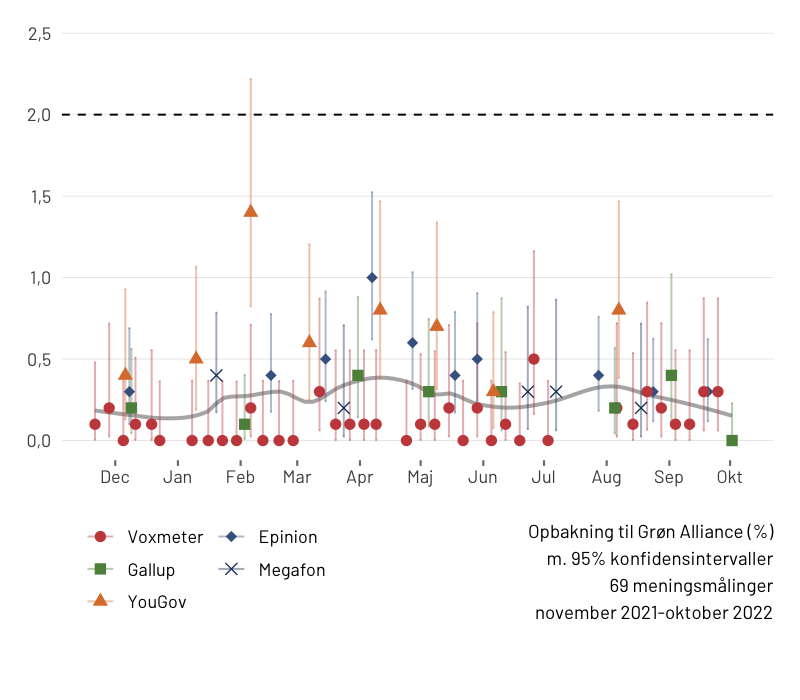 2,5
2,0
1,5
1,0
0,5
0,0
Dec Jan Feb Mar Apr Maj Jun Jul Aug Sep Okt
Voxmeter Epinion
Gallup Megafon
YouGov
Opbakning til Grøn Alliance (%)
m. 95% konfidensintervaller
69 meningsmålinger
november 2021-oktober 2022